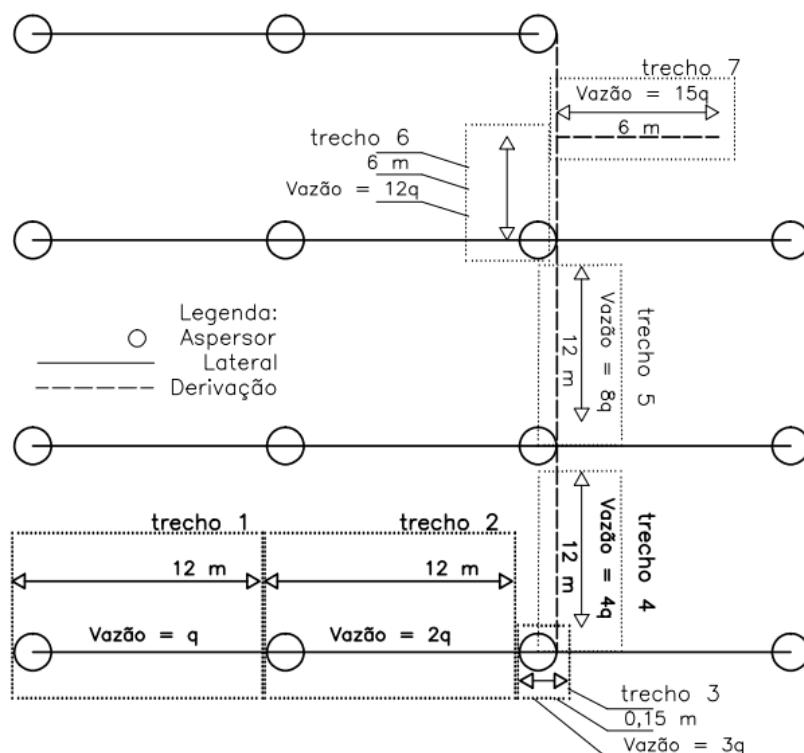 trecho 7
Vazão = 15q
6 m
trecho 6
6 m
Vazão = 12q
Legenda:
Aspersor
Lateral
Derivação
12 m
Vazão = 8q
trecho 5
12 m
Vazão = 4q
trecho 4
trecho 1
12 m
Vazão = q
trecho 2
12 m
Vazão = 2q
trecho 3
0,15 m
Vazão = 3q